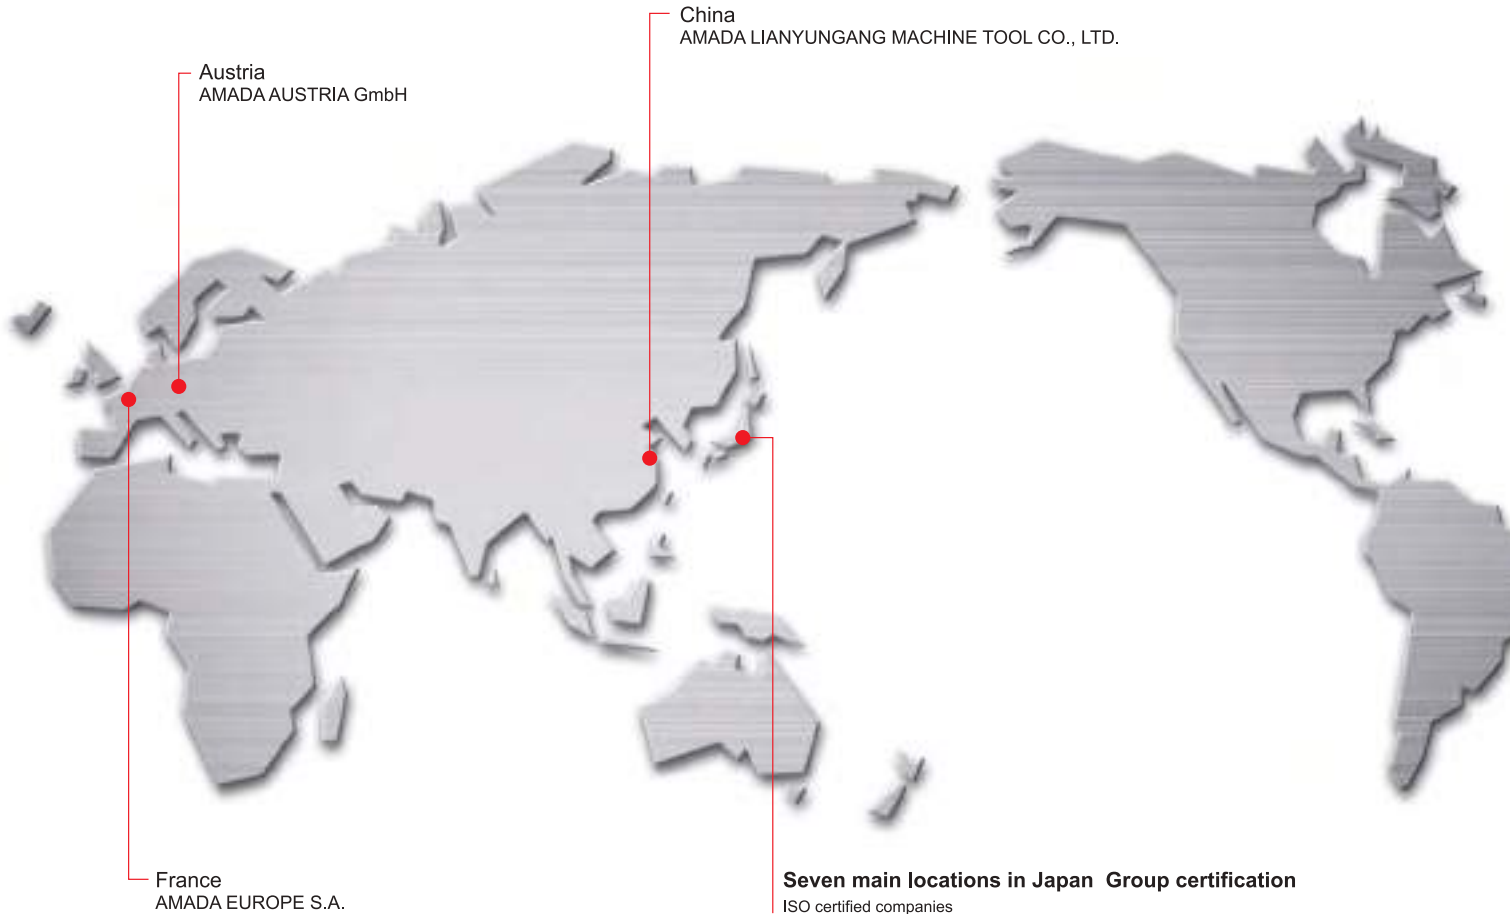 China
AMADA LIANYUNGANG MACHINE TOOL CO., LTD.
Austria
AMADA AUSTRIA GmbH
France
AMADA EUROPE S.A.
Seven main locations in Japan Group certification
ISO certified companies